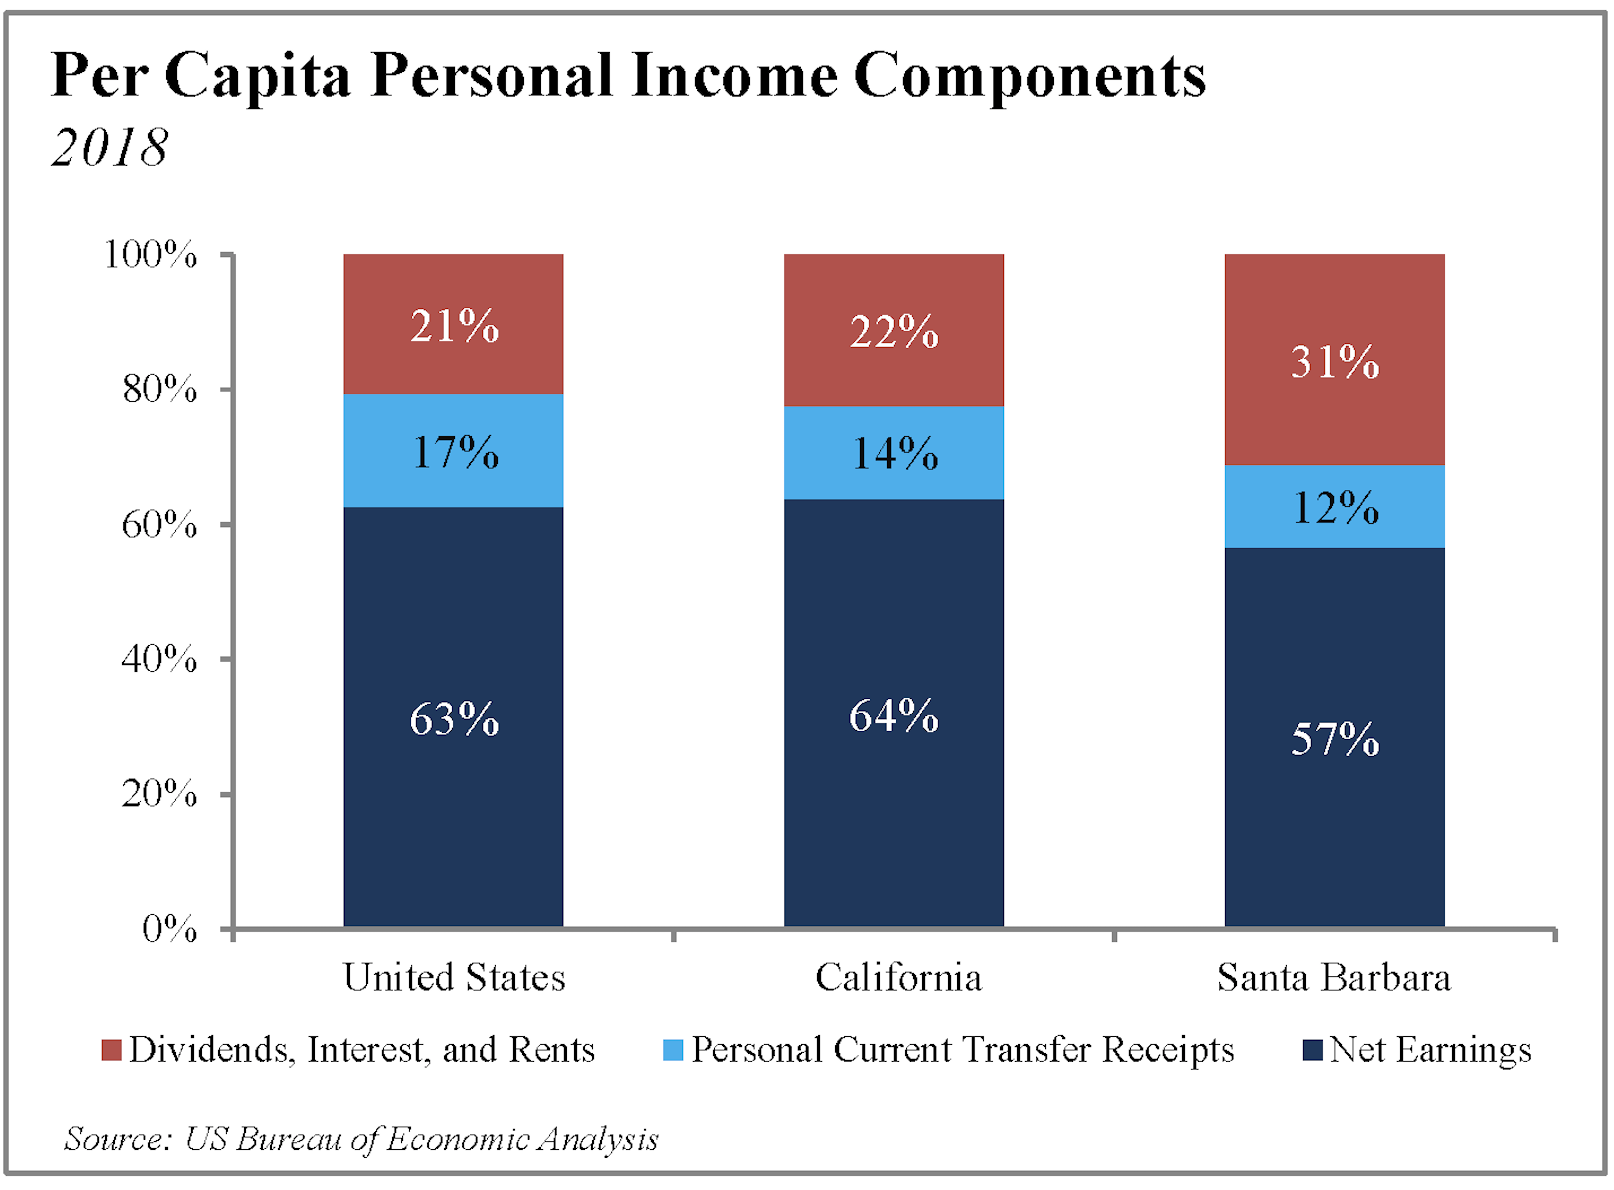 Per Capita Personal Income Components
2018
100%
80%
60%
40%
20%
0%
21%
17%
63%
22%
14%
64%
31%
12%
57%
United States
California
Santa Barbara
Dividends, Interest, and Rents
Personal Current Transfer Receipts
Net Earnings
Source: US Bureau of Economic Analysis